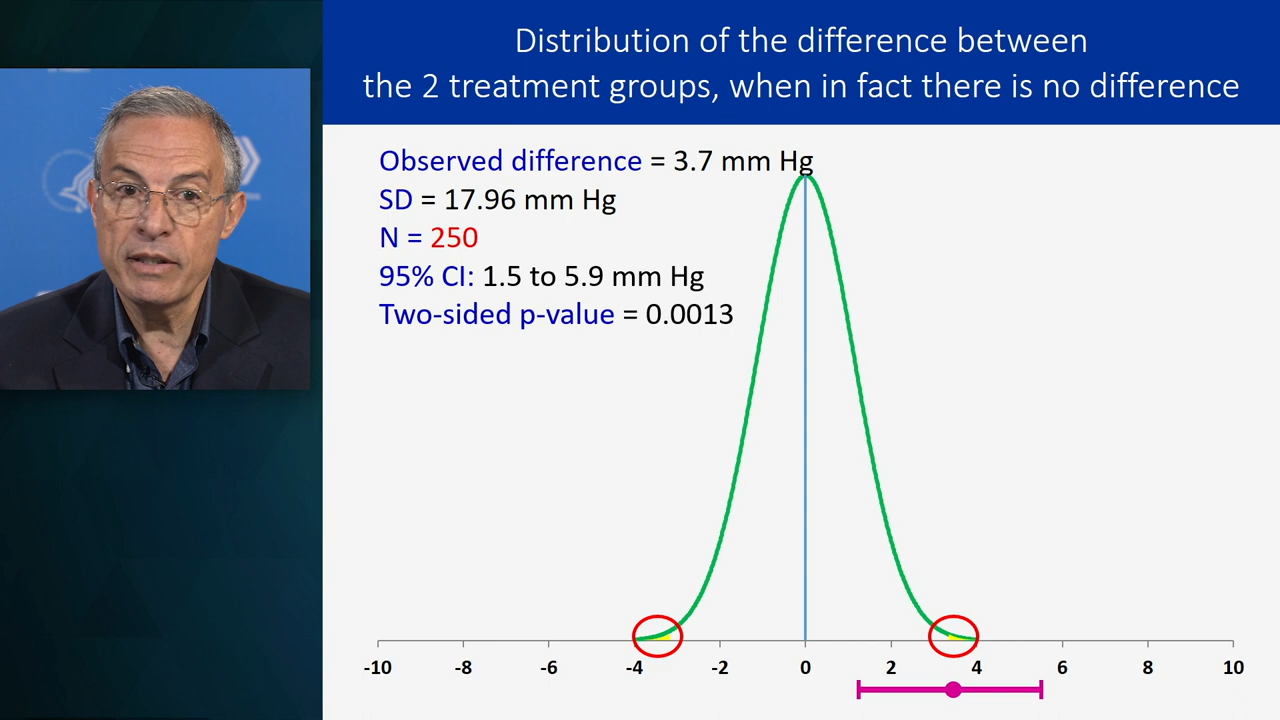 Distribution of the difference between
the 2 treatment groups, when in fact there is no difference
Observed difference = 3.7 mm Hg
SD = 17.96 mm Hg
N = 250
95% CI: 1.5 to 5.9 mm Hg
Two-sided p-value = 0.0013
-10 -8 -6 -4 -2 0 2 4 6 8 10